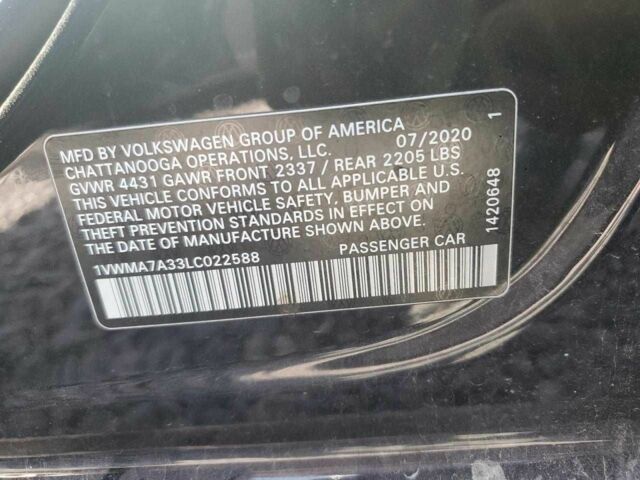 MFD BY VOLKSWAGEN GROUP OF AMERICA
CHATTANOOGA OPERATIONS, LLC. 07/2020
GVWR 4431 GAWR FRONT 2337 / REAR 2205 LBS
THIS VEHICLE CONFORMS TO ALL APPLICABLE U.S.
FEDERAL MOTOR VEHICLE SAFETY, BUMPER AND
THEFT PREVENTION STANDARDS IN EFFECT ON
THE DATE OF MANUFACTURE SHOWN ABOVE.
1VWMA7A33LC022588 PASSENGER CAR
1420648 1